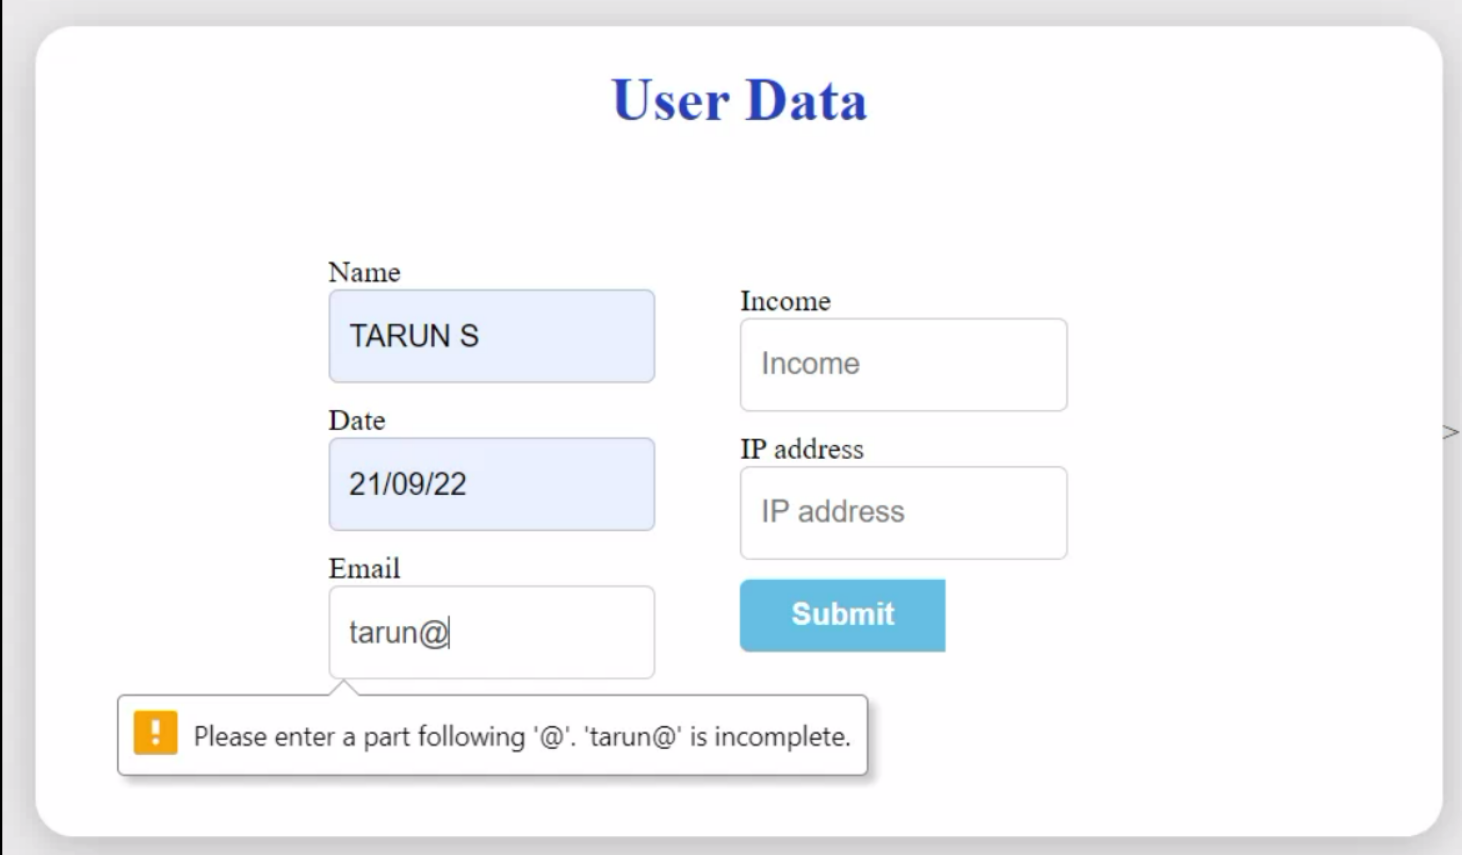 User Data
Name
TARUN S
Date
21/09/22
Email
tarun@
Please enter a part following '@'. 'tarun@' is incomplete.
Income
Income
IP address
IP address
Submit
>